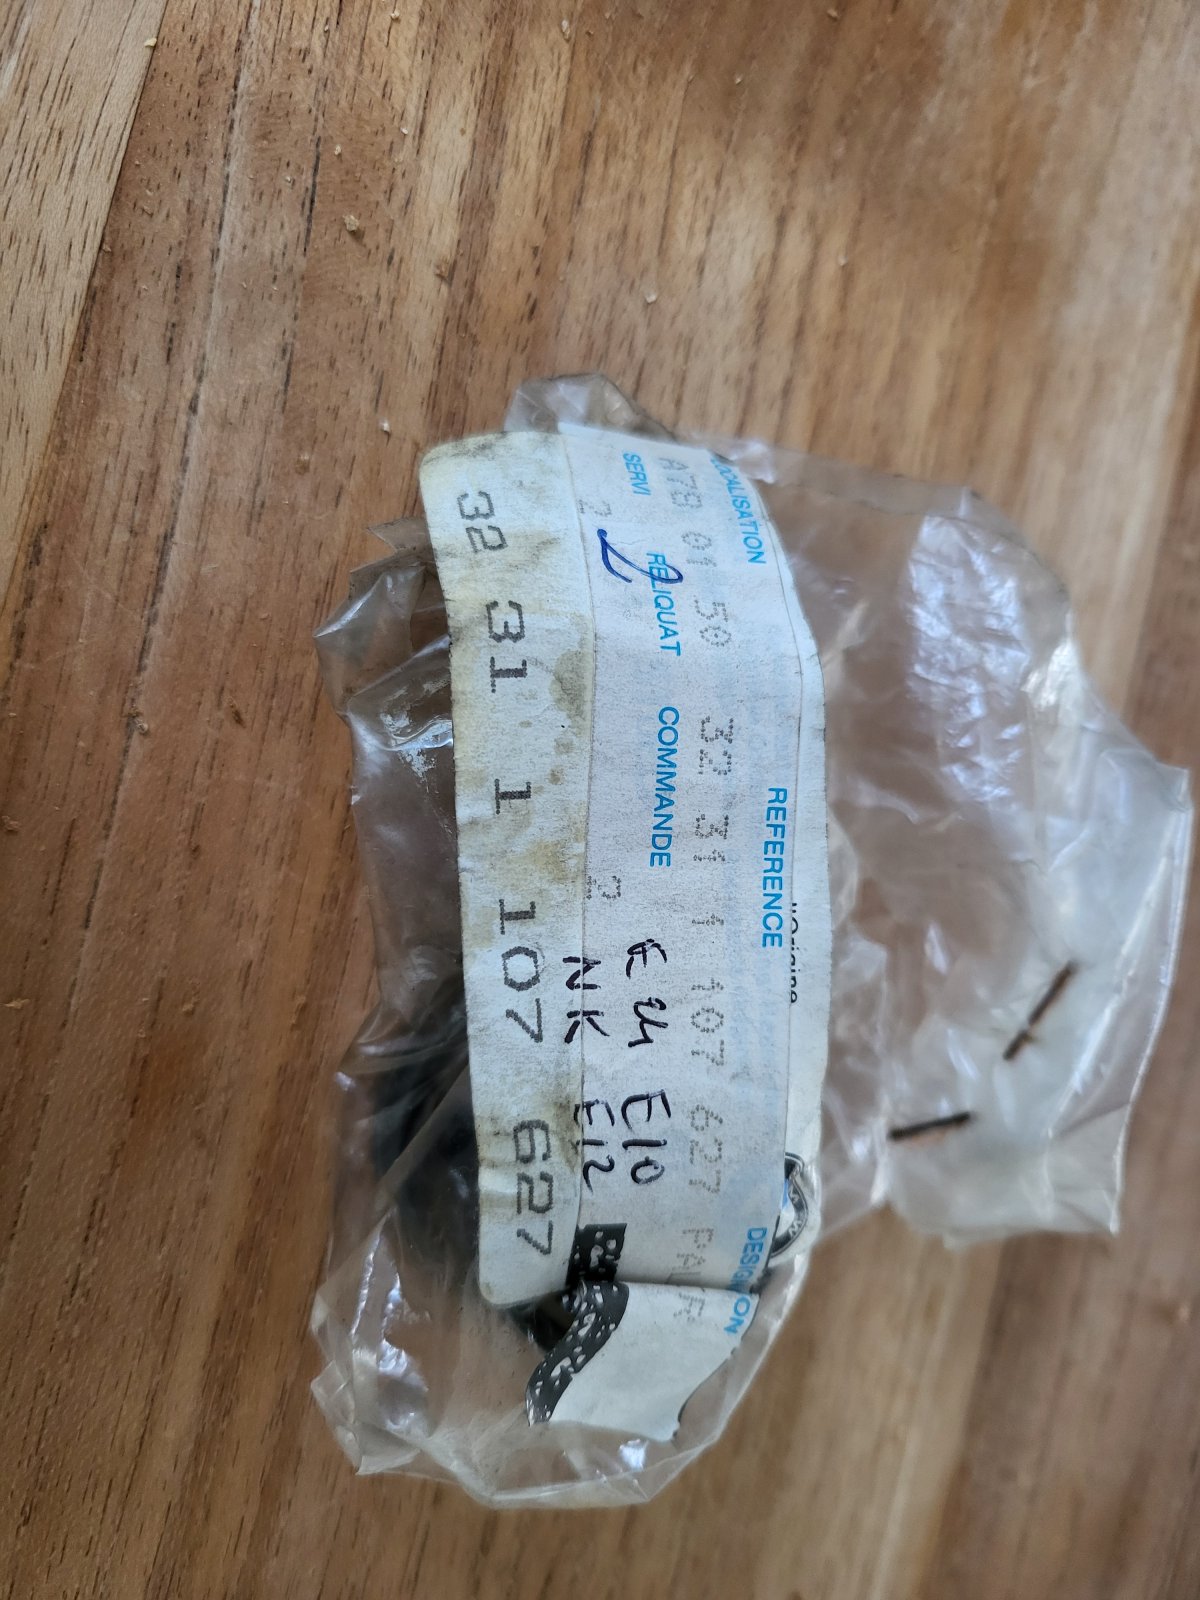 "Origine
LOCALISATION REFERENCE DESIGNATION
A78 01 50 32 31 1 107 627
SERVI RELIQUAT COMMANDE
2 2
E24 E10
NK E12
32 31 1 107 627